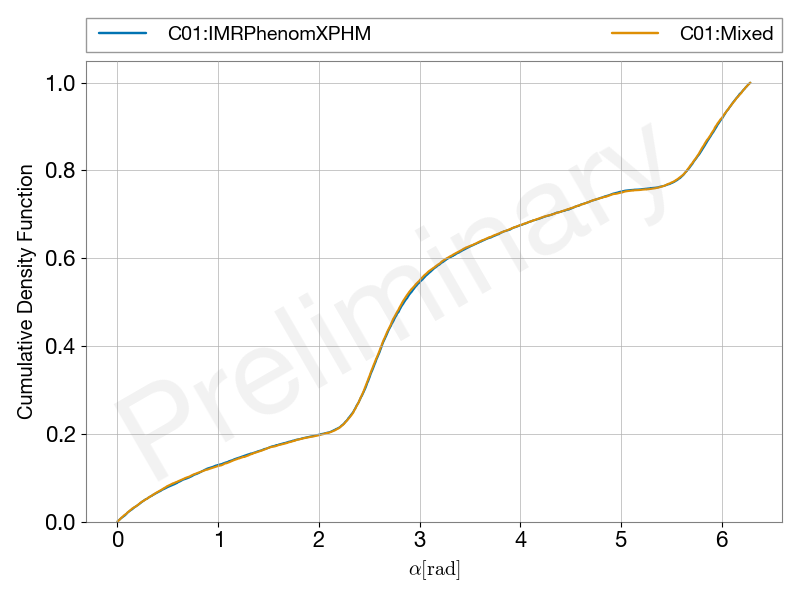 C01:IMRPhenomXPHM C01:Mixed
1.0
0.8
0.6
0.4
0.2
0.0
Cumulative Density Function
Preliminary
0 1 2 3 4 5 6
α[rad]